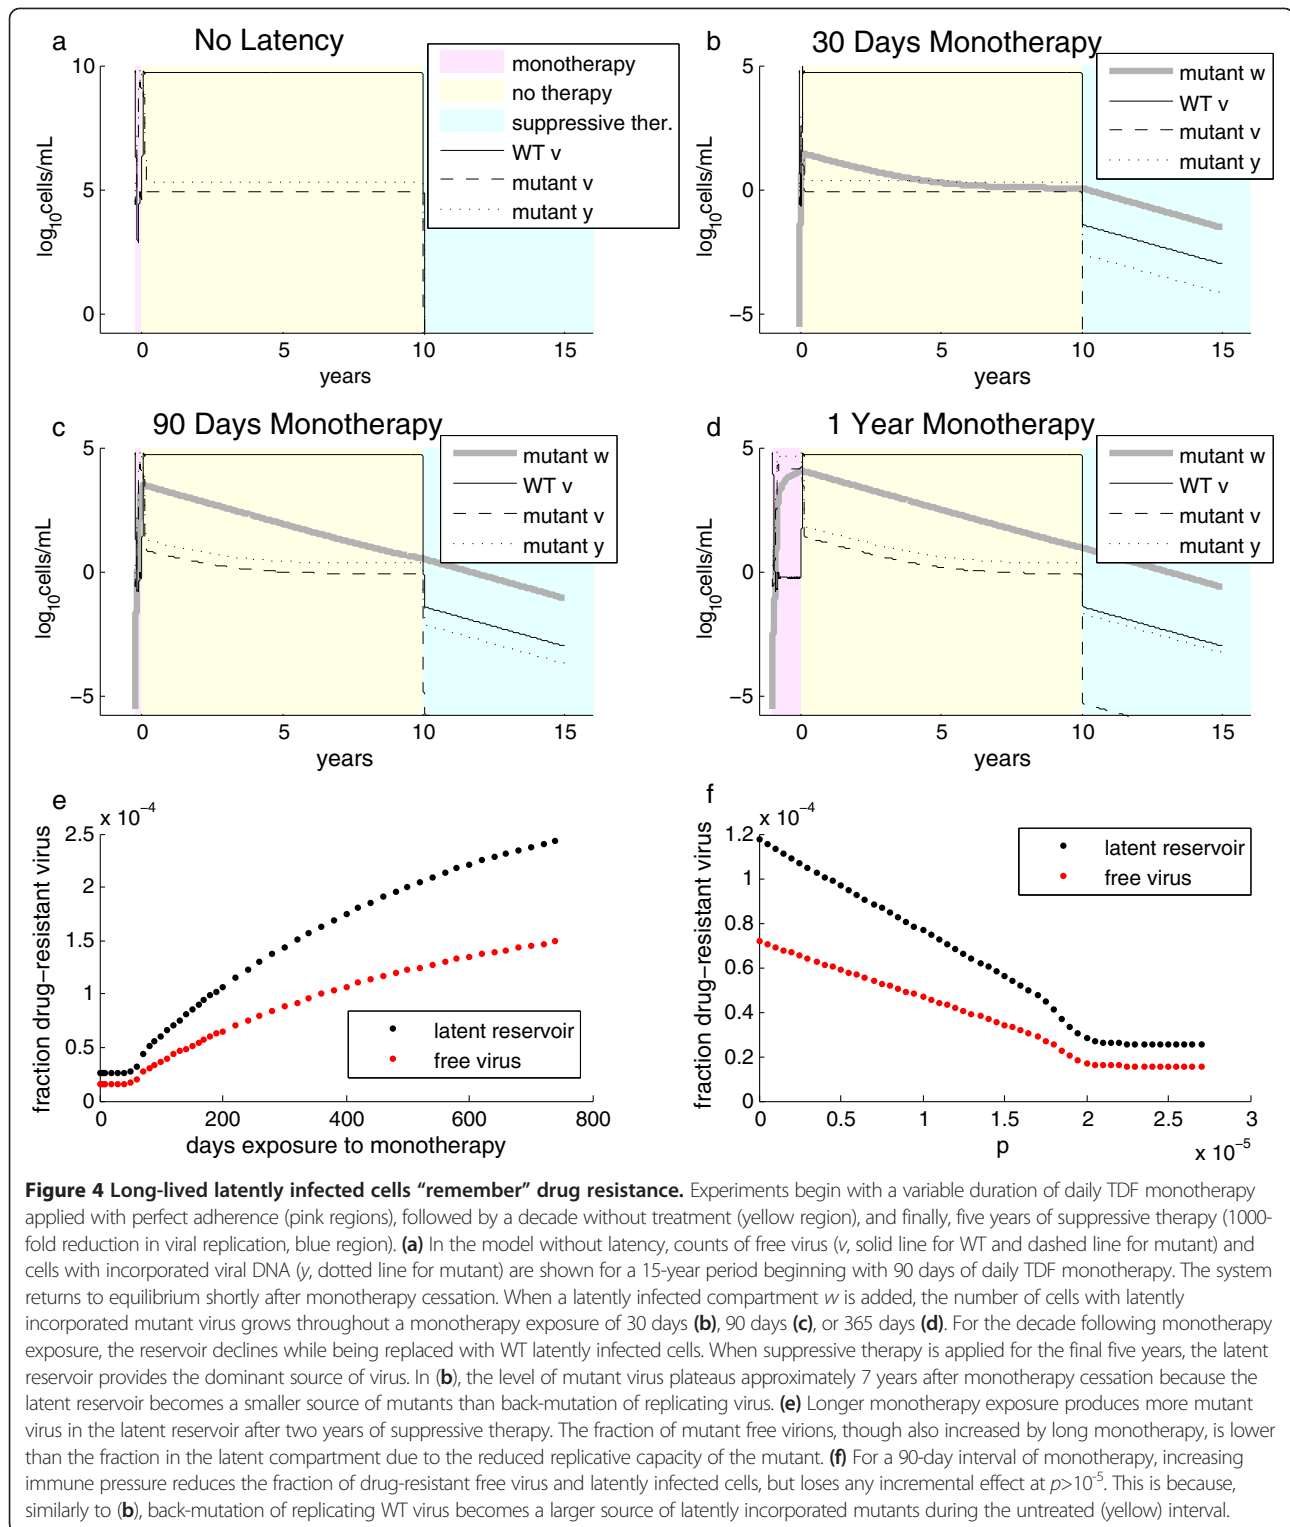 a
No Latency
10
5
0
log10cells/mL
0
5
10
15
years
monotherapy
no therapy
suppressive ther.
WT v
mutant v
mutant y
b
30 Days Monotherapy
5
0
−5
log10cells/mL
0
5
10
15
years
mutant w
WT v
mutant v
mutant y
c
90 Days Monotherapy
5
0
−5
log10cells/mL
0
5
10
15
years
mutant w
WT v
mutant v
mutant y
d
1 Year Monotherapy
5
0
−5
log10cells/mL
0
5
10
15
years
mutant w
WT v
mutant v
mutant y
e
x 10−4
2.5
2
1.5
1
0.5
0
fraction drug−resistant virus
0
200
400
600
800
days exposure to monotherapy
latent reservoir
free virus
f
x 10−4
1.2
1
0.8
0.6
0.4
0.2
0
fraction drug−resistant virus
0
0.5
1
1.5
2
2.5
3
p
x 10−5
latent reservoir
free virus
Figure 4 Long-lived latently infected cells “remember” drug resistance. Experiments begin with a variable duration of daily TDF monotherapy
applied with perfect adherence (pink regions), followed by a decade without treatment (yellow region), and finally, five years of suppressive therapy (1000-
fold reduction in viral replication, blue region). (a) In the model without latency, counts of free virus (v, solid line for WT and dashed line for mutant) and
cells with incorporated viral DNA (y, dotted line for mutant) are shown for a 15-year period beginning with 90 days of daily TDF monotherapy. The system
returns to equilibrium shortly after monotherapy cessation. When a latently infected compartment w is added, the number of cells with latently
incorporated mutant virus grows throughout a monotherapy exposure of 30 days (b), 90 days (c), or 365 days (d). For the decade following monotherapy
exposure, the reservoir declines while being replaced with WT latently infected cells. When suppressive therapy is applied for the final five years, the latent
reservoir provides the dominant source of virus. In (b), the level of mutant virus plateaus approximately 7 years after monotherapy cessation because the
latent reservoir becomes a smaller source of mutants than back-mutation of replicating virus. (e) Longer monotherapy exposure produces more mutant
virus in the latent reservoir after two years of suppressive therapy. The fraction of mutant free virions, though also increased by long monotherapy, is lower
than the fraction in the latent compartment due to the reduced replicative capacity of the mutant. (f) For a 90-day interval of monotherapy, increasing
immune pressure reduces the fraction of drug-resistant free virus and latently infected cells, but loses any incremental effect at p>10-5. This is because,
similarly to (b), back-mutation of replicating WT virus becomes a larger source of latently incorporated mutants during the untreated (yellow) interval.